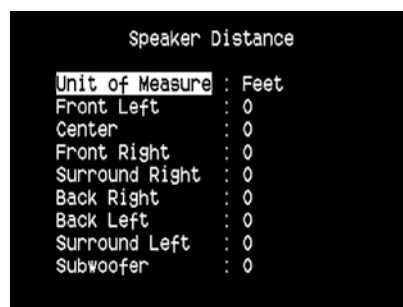 Speaker Distance
Unit of Measure : Feet
Front Left : 0
Center : 0
Front Right : 0
Surround Right : 0
Back Right : 0
Back Left : 0
Surround Left : 0
Subwoofer : 0